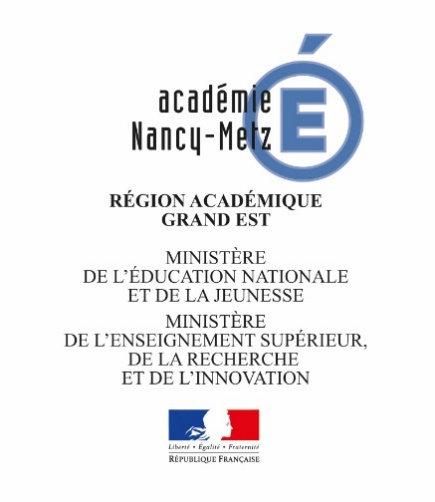 académie
Nancy-Metz
É
RÉGION ACADÉMIQUE
GRAND EST
MINISTÈRE
DE L'ÉDUCATION NATIONALE
ET DE LA JEUNESSE
MINISTÈRE
DE L'ENSEIGNEMENT SUPÉRIEUR,
DE LA RECHERCHE
ET DE L'INNOVATION
Liberté • Égalité • Fraternité
RÉPUBLIQUE FRANÇAISE